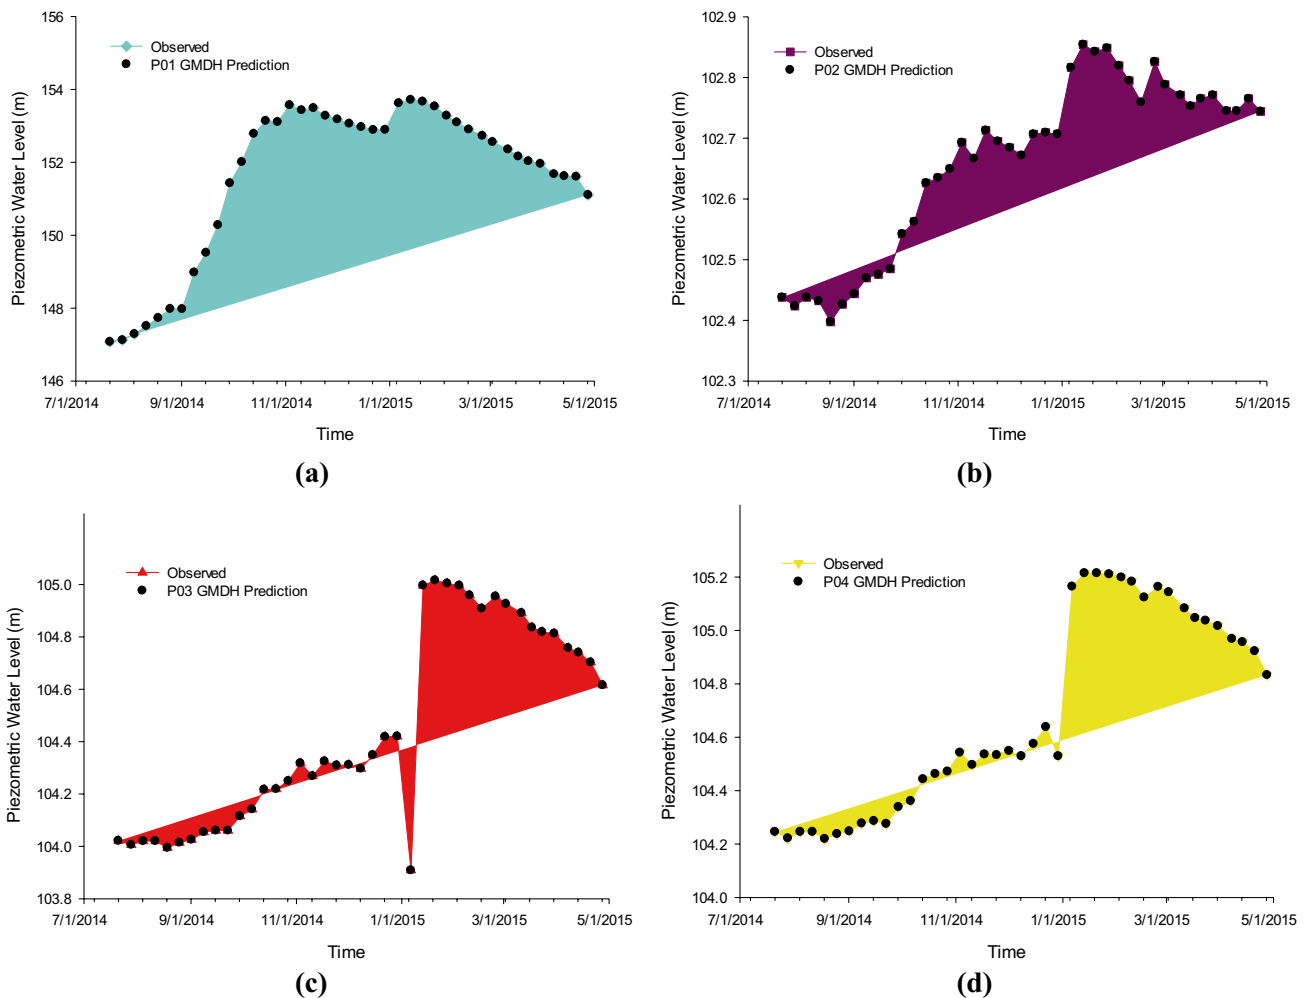 156
154
152
150
148
146
Piezometric Water Level (m)
Observed
P01 GMDH Prediction
7/1/2014 9/1/2014 11/1/2014 1/1/2015 3/1/2015 5/1/2015
Time
(a)
102.9
102.8
102.7
102.6
102.5
102.4
102.3
Piezometric Water Level (m)
Observed
P02 GMDH Prediction
7/1/2014 9/1/2014 11/1/2014 1/1/2015 3/1/2015 5/1/2015
Time
(b)
105.0
104.8
104.6
104.4
104.2
104.0
103.8
Piezometric Water Level (m)
Observed
P03 GMDH Prediction
7/1/2014 9/1/2014 11/1/2014 1/1/2015 3/1/2015 5/1/2015
Time
(c)
105.2
105.0
104.8
104.6
104.4
104.2
104.0
Piezometric Water Level (m)
Observed
P04 GMDH Prediction
7/1/2014 9/1/2014 11/1/2014 1/1/2015 3/1/2015 5/1/2015
Time
(d)